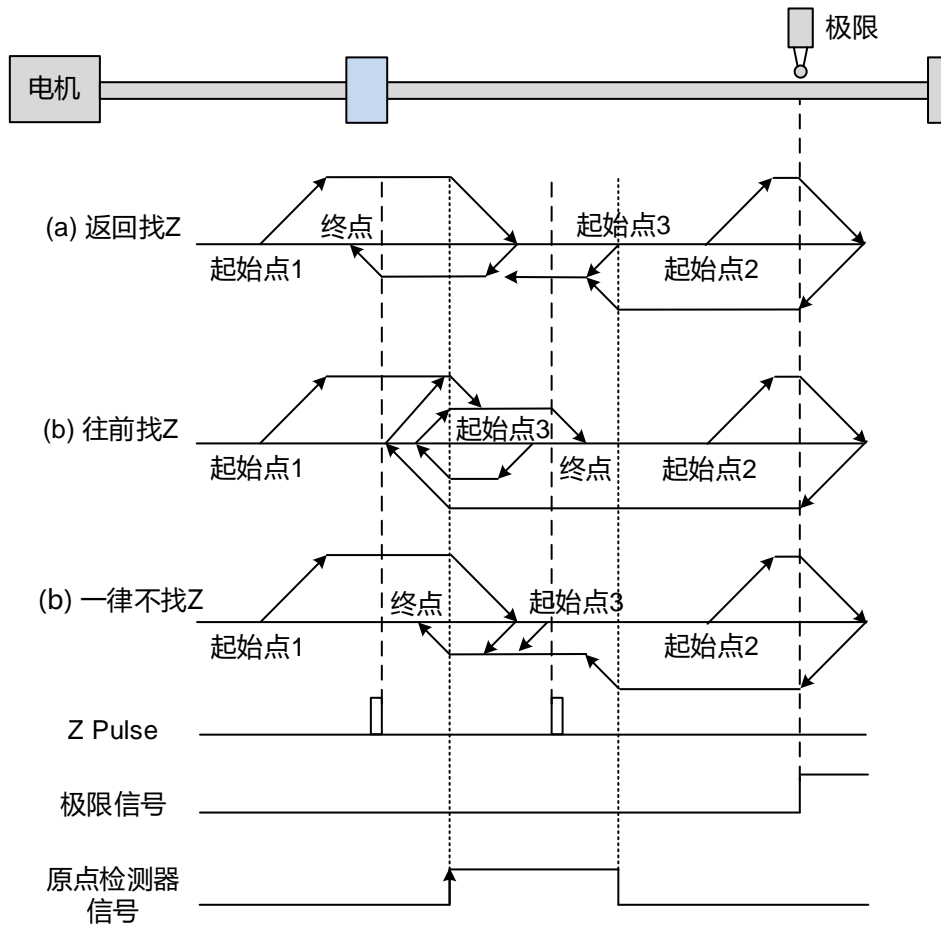 极限
电机
(a) 返回找Z
终点
起始点3
起始点1
起始点2
(b) 往前找Z
起始点3
起始点1
终点
起始点2
(b) 一律不找Z
终点
起始点3
起始点1
起始点2
Z Pulse
极限信号
原点检测器
信号